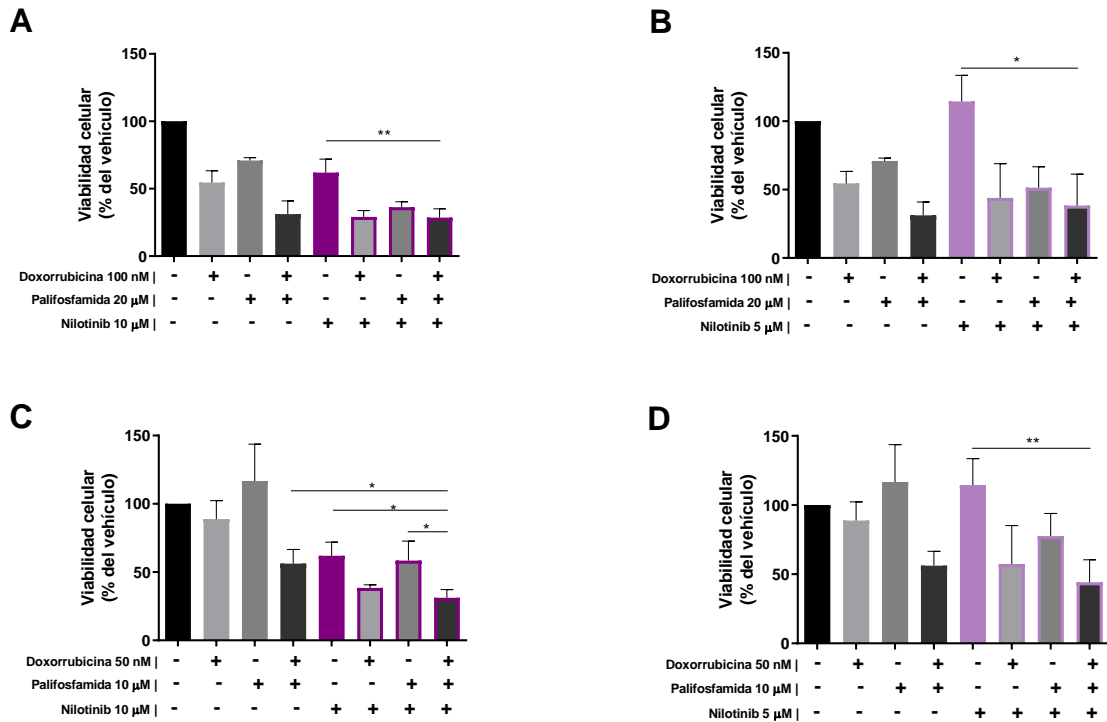 A
Viabilidad celular
(% del vehículo)
150
100
50
0
Doxorrubicina 100 nM | - + - + - + - +
Palifosfamida 20 μM | - - + + - - + +
Nilotinib 10 μM | - - - - + + + +
**
B
Viabilidad celular
(% del vehículo)
150
100
50
0
Doxorrubicina 100 nM | - + - + - + - +
Palifosfamida 20 μM | - - + + - - + +
Nilotinib 5 μM | - - - - + + + +
*
C
Viabilidad celular
(% del vehículo)
150
100
50
0
Doxorrubicina 50 nM | - + - + - + - +
Palifosfamida 10 μM | - - + + - - + +
Nilotinib 10 μM | - - - - + + + +
*
*
*
D
Viabilidad celular
(% del vehículo)
150
100
50
0
Doxorrubicina 50 nM | - + - + - + - +
Palifosfamida 10 μM | - - + + - - + +
Nilotinib 5 μM | - - - - + + + +
**